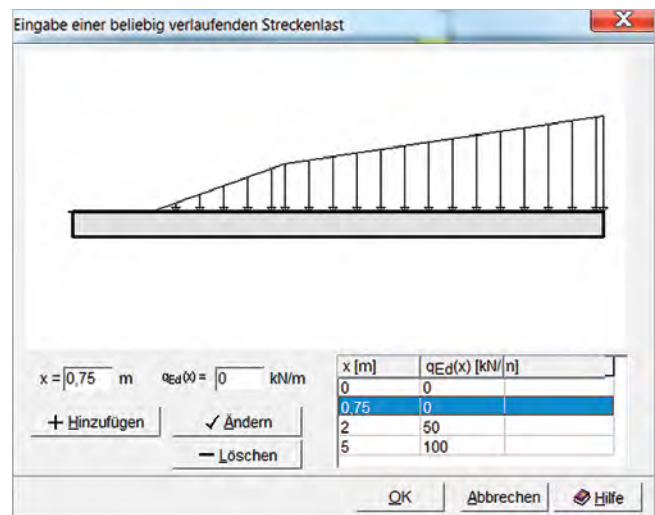 Eingabe einer beliebig verlaufenden Streckenlast
X
x = 0,75 m qEd(x) = 0 kN/m
+ Hinzufügen ✓ Ändern
− Löschen
x [m] qEd(x) [kN/m]
0 0
0,75 0
2 50
5 100
OK Abbrechen Hilfe